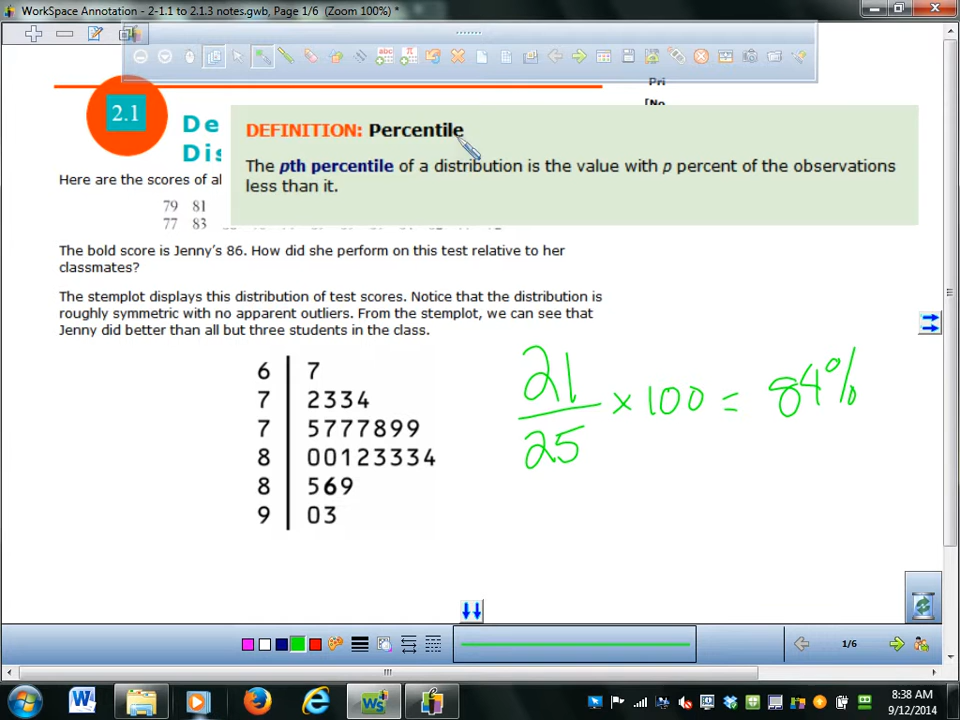 WorkSpace Annotation - 2-1.1 to 2.1.3 notes.gwb, Page 1/6 (Zoom 100%) *
abc
π
Pri
[No
2.1
De
Dis
DEFINITION: Percentile
The pth percentile of a distribution is the value with p percent of the observations
less than it.
Here are the scores of al
79 81
77 83
The bold score is Jenny's 86. How did she perform on this test relative to her
classmates?
The stemplot displays this distribution of test scores. Notice that the distribution is
roughly symmetric with no apparent outliers. From the stemplot, we can see that
Jenny did better than all but three students in the class.
6 | 7
7 | 2334
7 | 5777899
8 | 00123334
8 | 569
9 | 03
21
25
× 100 = 84%
1/6
W
Ws
8:38 AM
9/12/2014